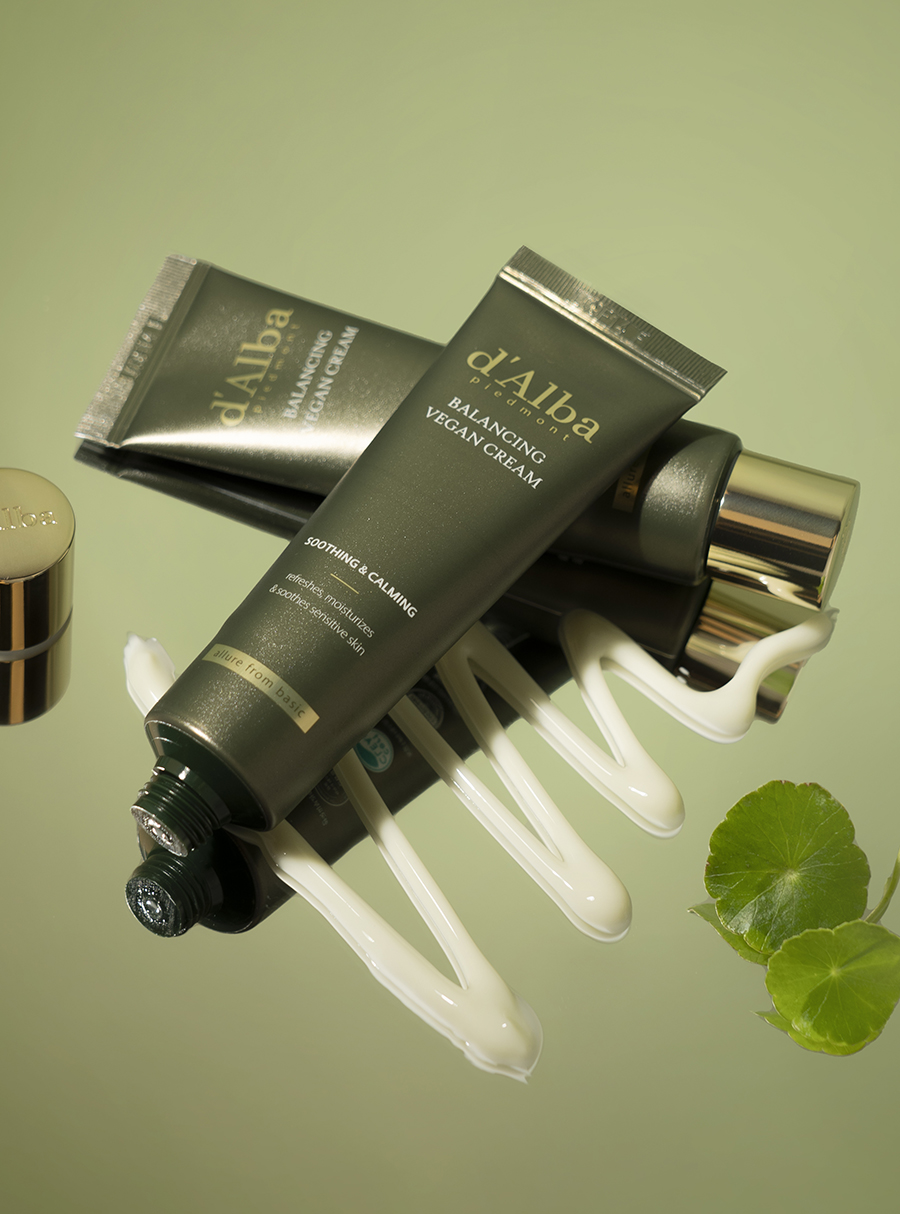 d'Alba
Piedmont
BALANCING
VEGAN CREAM
SOOTHING & CALMING
refreshes, moisturizes
& soothes sensitive skin
allure from basic
d'Alba
Piedmont
BALANCING
VEGAN CREAM